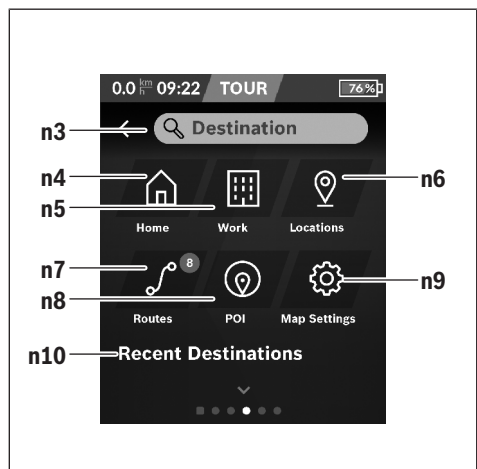 0.0 km/h 09:22 TOUR 76%
n3 Destination
n4
n5
n6
Home Work Locations
n7
8
n8
n9
Routes POI Map Settings
n10 Recent Destinations